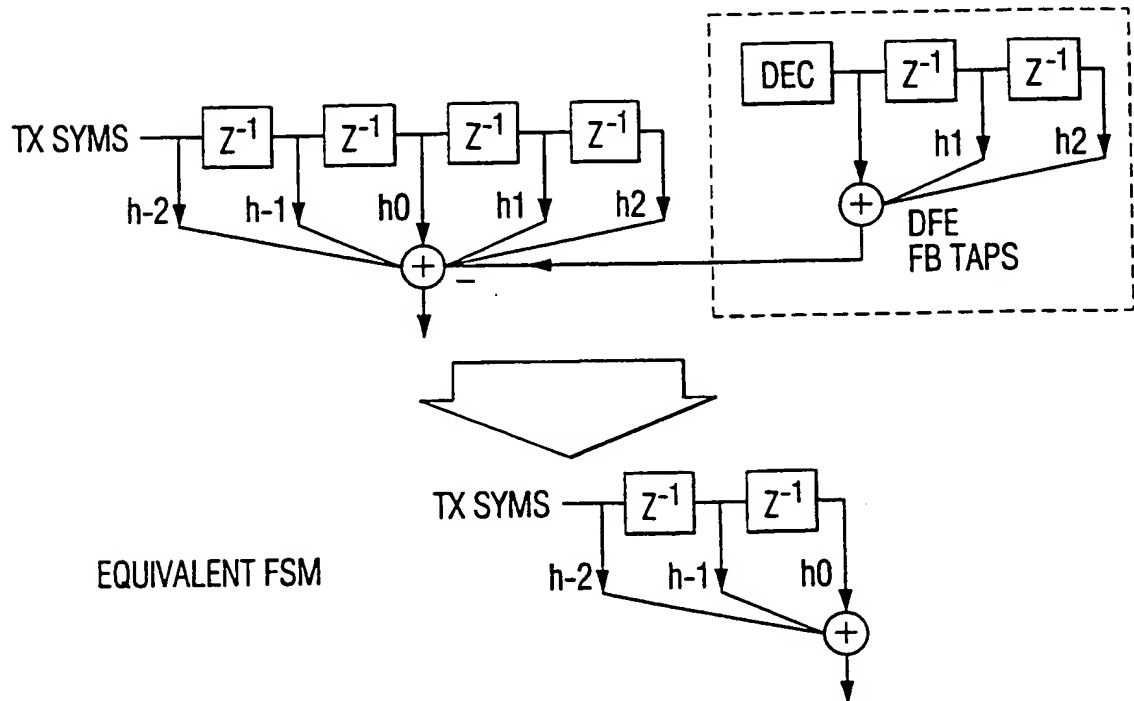 DEC Z⁻¹ Z⁻¹
TX SYMS Z⁻¹ Z⁻¹ Z⁻¹ Z⁻¹
h1 h2
h-2 h-1 h0 h1 h2
+
DFE
FB TAPS
+ −
TX SYMS Z⁻¹ Z⁻¹
EQUIVALENT FSM
h-2 h-1 h0
+